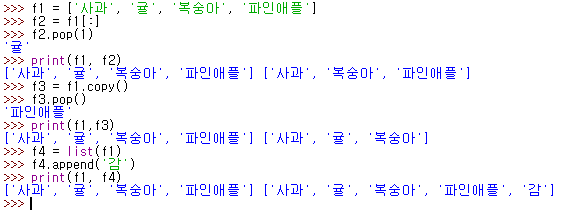 >>> f1 = ['사과', '귤', '복숭아', '파인애플']
>>> f2 = f1[:]
>>> f2.pop(1)
'귤'
>>> print(f1, f2)
['사과', '귤', '복숭아', '파인애플'] ['사과', '복숭아', '파인애플']
>>> f3 = f1.copy()
>>> f3.pop()
'파인애플'
>>> print(f1,f3)
['사과', '귤', '복숭아', '파인애플'] ['사과', '귤', '복숭아']
>>> f4 = list(f1)
>>> f4.append('감')
>>> print(f1, f4)
['사과', '귤', '복숭아', '파인애플'] ['사과', '귤', '복숭아', '파인애플', '감']
>>>